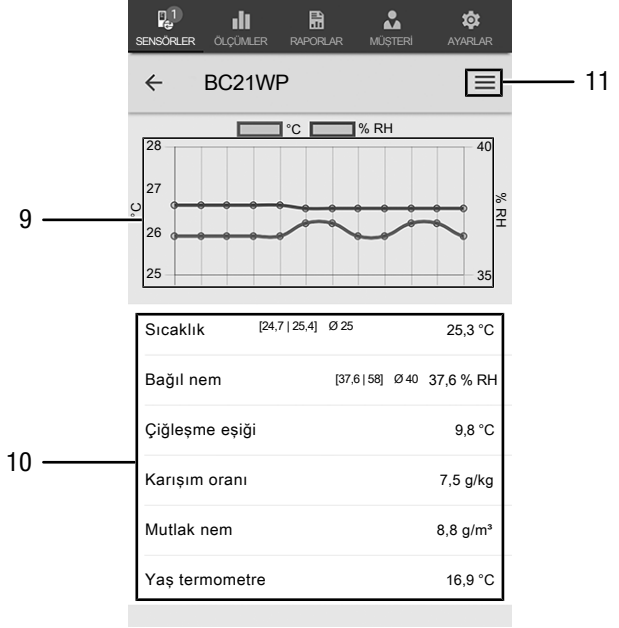 1
SENSÖRLER ÖLÇÜMLER RAPORLAR MÜŞTERİ AYARLAR
BC21WP
11
°C % RH
28 40
27
°C % RH
9
26
25 35
Sıcaklık [24,7 | 25,4] Ø 25 25,3 °C
Bağıl nem [37,6 | 58] Ø 40 37,6 % RH
Çiğleşme eşiği 9,8 °C
10
Karışım oranı 7,5 g/kg
Mutlak nem 8,8 g/m³
Yaş termometre 16,9 °C